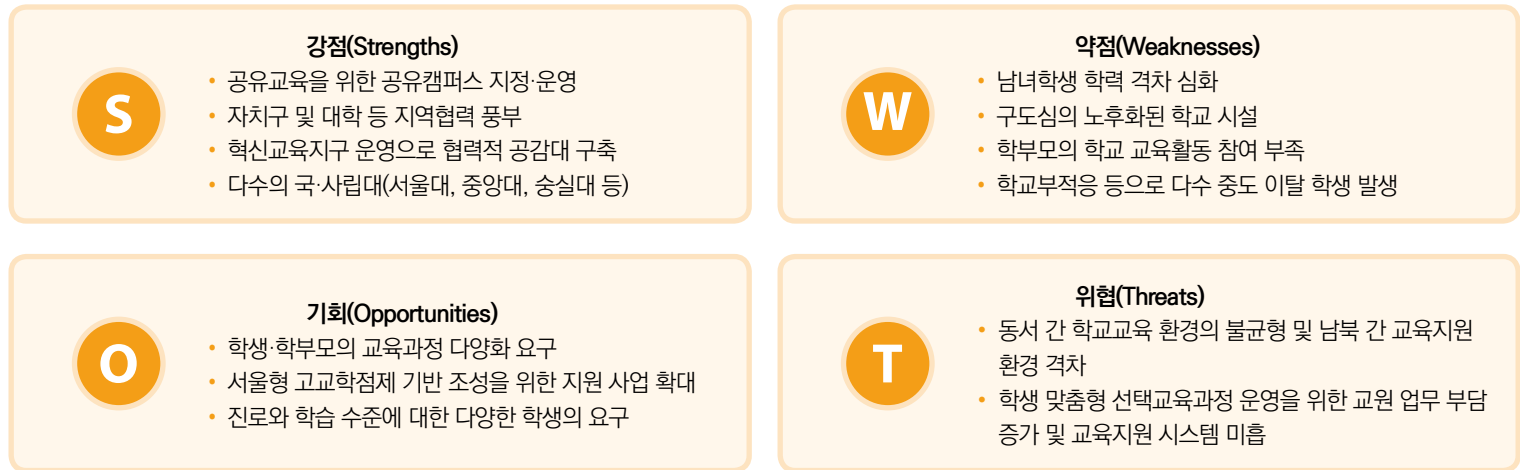 강점(Strengths)
S
• 공유교육을 위한 공유캠퍼스 지정·운영
• 자치구 및 대학 등 지역협력 풍부
• 혁신교육지구 운영으로 협력적 공감대 구축
• 다수의 국·사립대(서울대, 중앙대, 숭실대 등)
약점(Weaknesses)
W
• 남녀학생 학력 격차 심화
• 구도심의 노후화된 학교 시설
• 학부모의 학교 교육활동 참여 부족
• 학교부적응 등으로 다수 중도 이탈 학생 발생
기회(Opportunities)
O
• 학생·학부모의 교육과정 다양화 요구
• 서울형 고교학점제 기반 조성을 위한 지원 사업 확대
• 진로와 학습 수준에 대한 다양한 학생의 요구
위협(Threats)
T
• 동서 간 학교교육 환경의 불균형 및 남북 간 교육지원
환경 격차
• 학생 맞춤형 선택교육과정 운영을 위한 교원 업무 부담
증가 및 교육지원 시스템 미흡